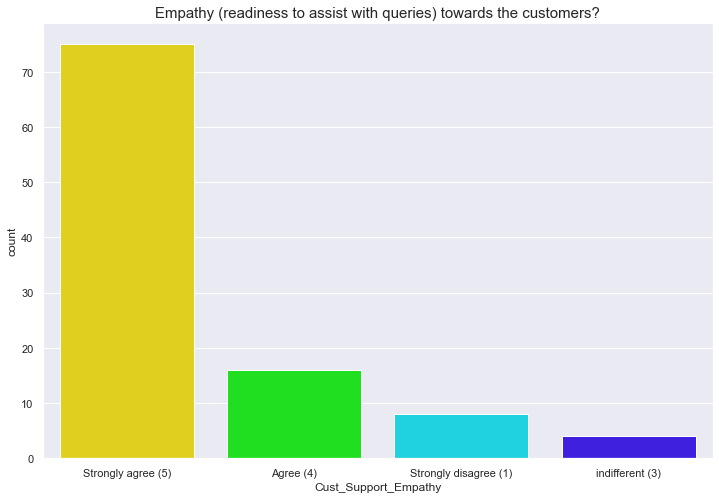 Empathy (readiness to assist with queries) towards the customers?
count
70
60
50
40
30
20
10
0
Strongly agree (5) Agree (4) Strongly disagree (1) indifferent (3)
Cust_Support_Empathy